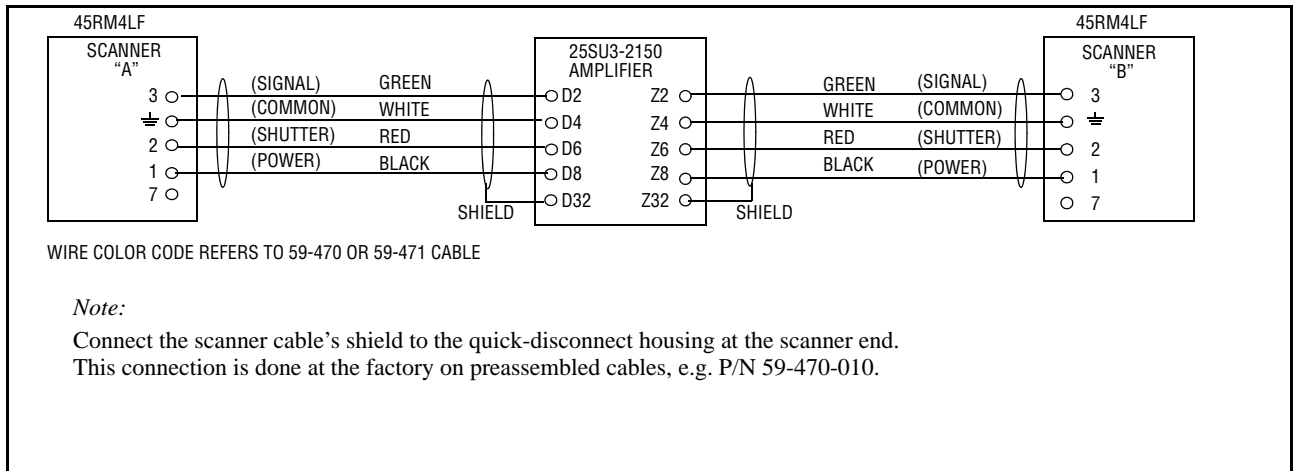 45RM4LF
SCANNER
“A”
3
2
1
7
(SIGNAL) GREEN
(COMMON) WHITE
(SHUTTER) RED
(POWER) BLACK
SHIELD
25SU3-2150
AMPLIFIER
D2 Z2
D4 Z4
D6 Z6
D8 Z8
D32 Z32
SHIELD
GREEN (SIGNAL)
WHITE (COMMON)
RED (SHUTTER)
BLACK (POWER)
45RM4LF
SCANNER
“B”
3
2
1
7
WIRE COLOR CODE REFERS TO 59-470 OR 59-471 CABLE
Note:
Connect the scanner cable’s shield to the quick-disconnect housing at the scanner end.
This connection is done at the factory on preassembled cables, e.g. P/N 59-470-010.